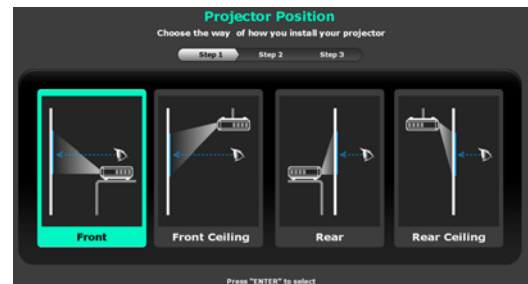 Projector Position
Choose the way of how you install your projector
Step 1 Step 2 Step 3
Front Front Ceiling Rear Rear Ceiling
Press "ENTER" to select